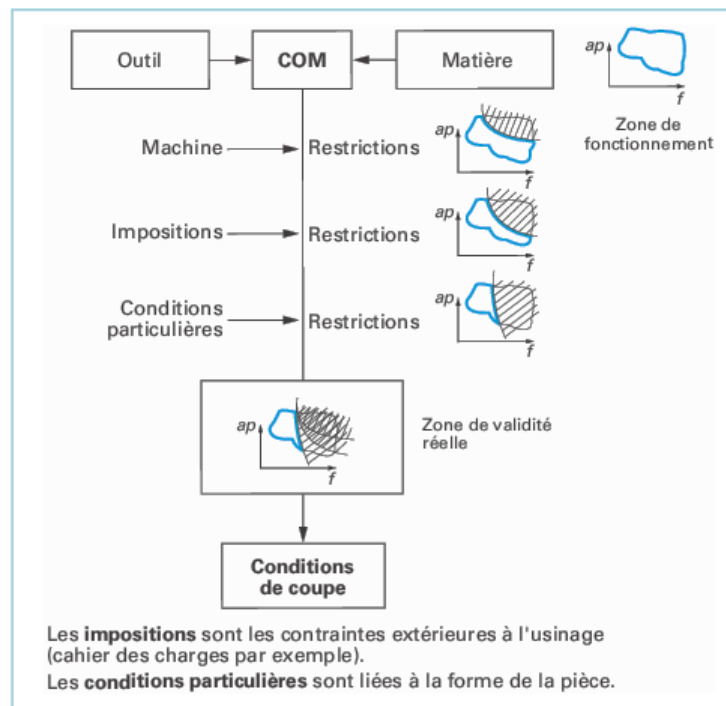 Outil
COM
Matière
ap
f
Zone de
fonctionnement
Machine
Restrictions
ap
f
Impositions
Restrictions
ap
f
Conditions
particulières
Restrictions
ap
f
ap
f
Zone de validité
réelle
Conditions
de coupe
Les impositions sont les contraintes extérieures à l'usinage
(cahier des charges par exemple).
Les conditions particulières sont liées à la forme de la pièce.